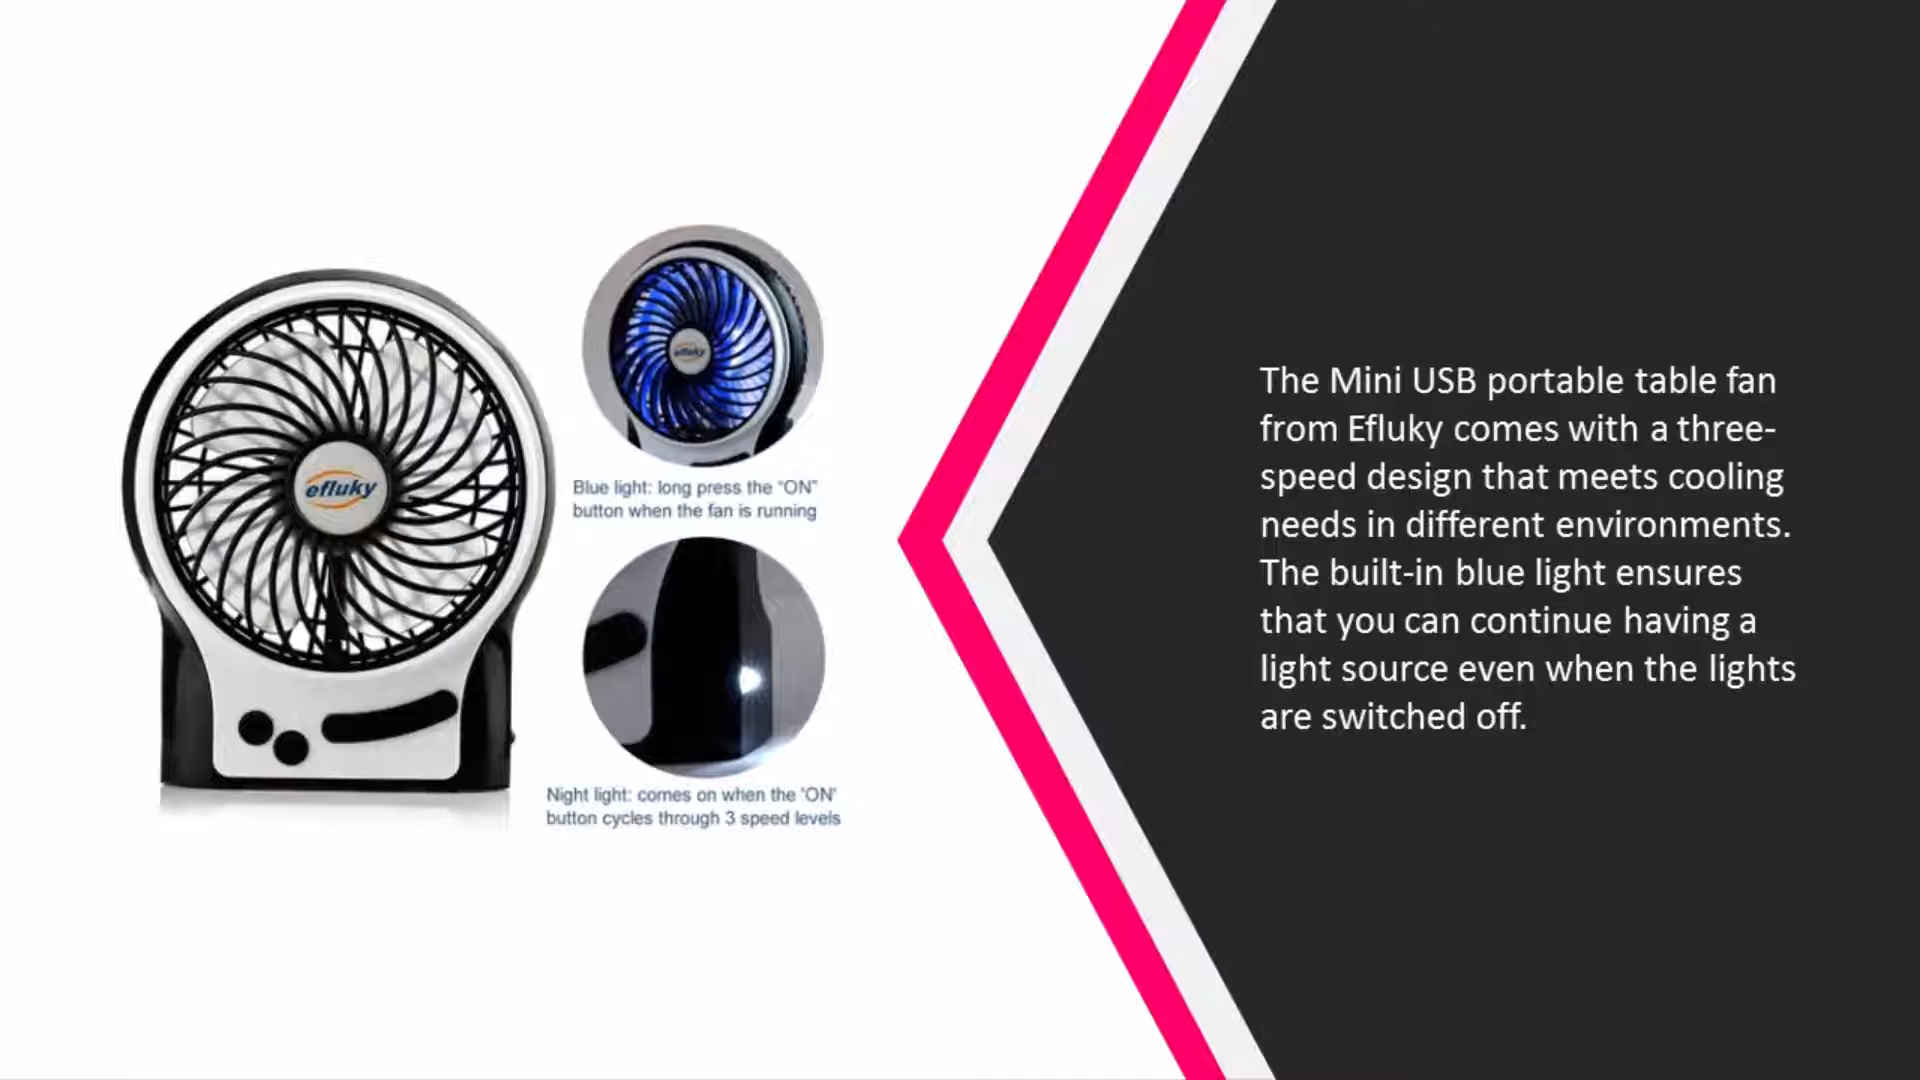 efluky
efluky
Blue light: long press the "ON"
button when the fan is running
Night light: comes on when the 'ON'
button cycles through 3 speed levels
The Mini USB portable table fan
from Efluky comes with a three-
speed design that meets cooling
needs in different environments.
The built-in blue light ensures
that you can continue having a
light source even when the lights
are switched off.